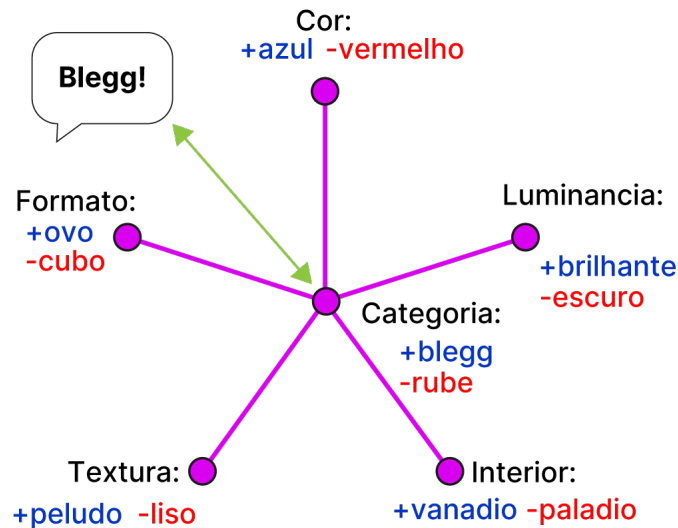 Cor:
+azul -vermelho
Blegg!
Formato:
+ovo
-cubo
Luminancia:
+brilhante
-escuro
Categoria:
+blegg
-rube
Textura:
+peludo -liso
Interior:
+vanadio -paladio